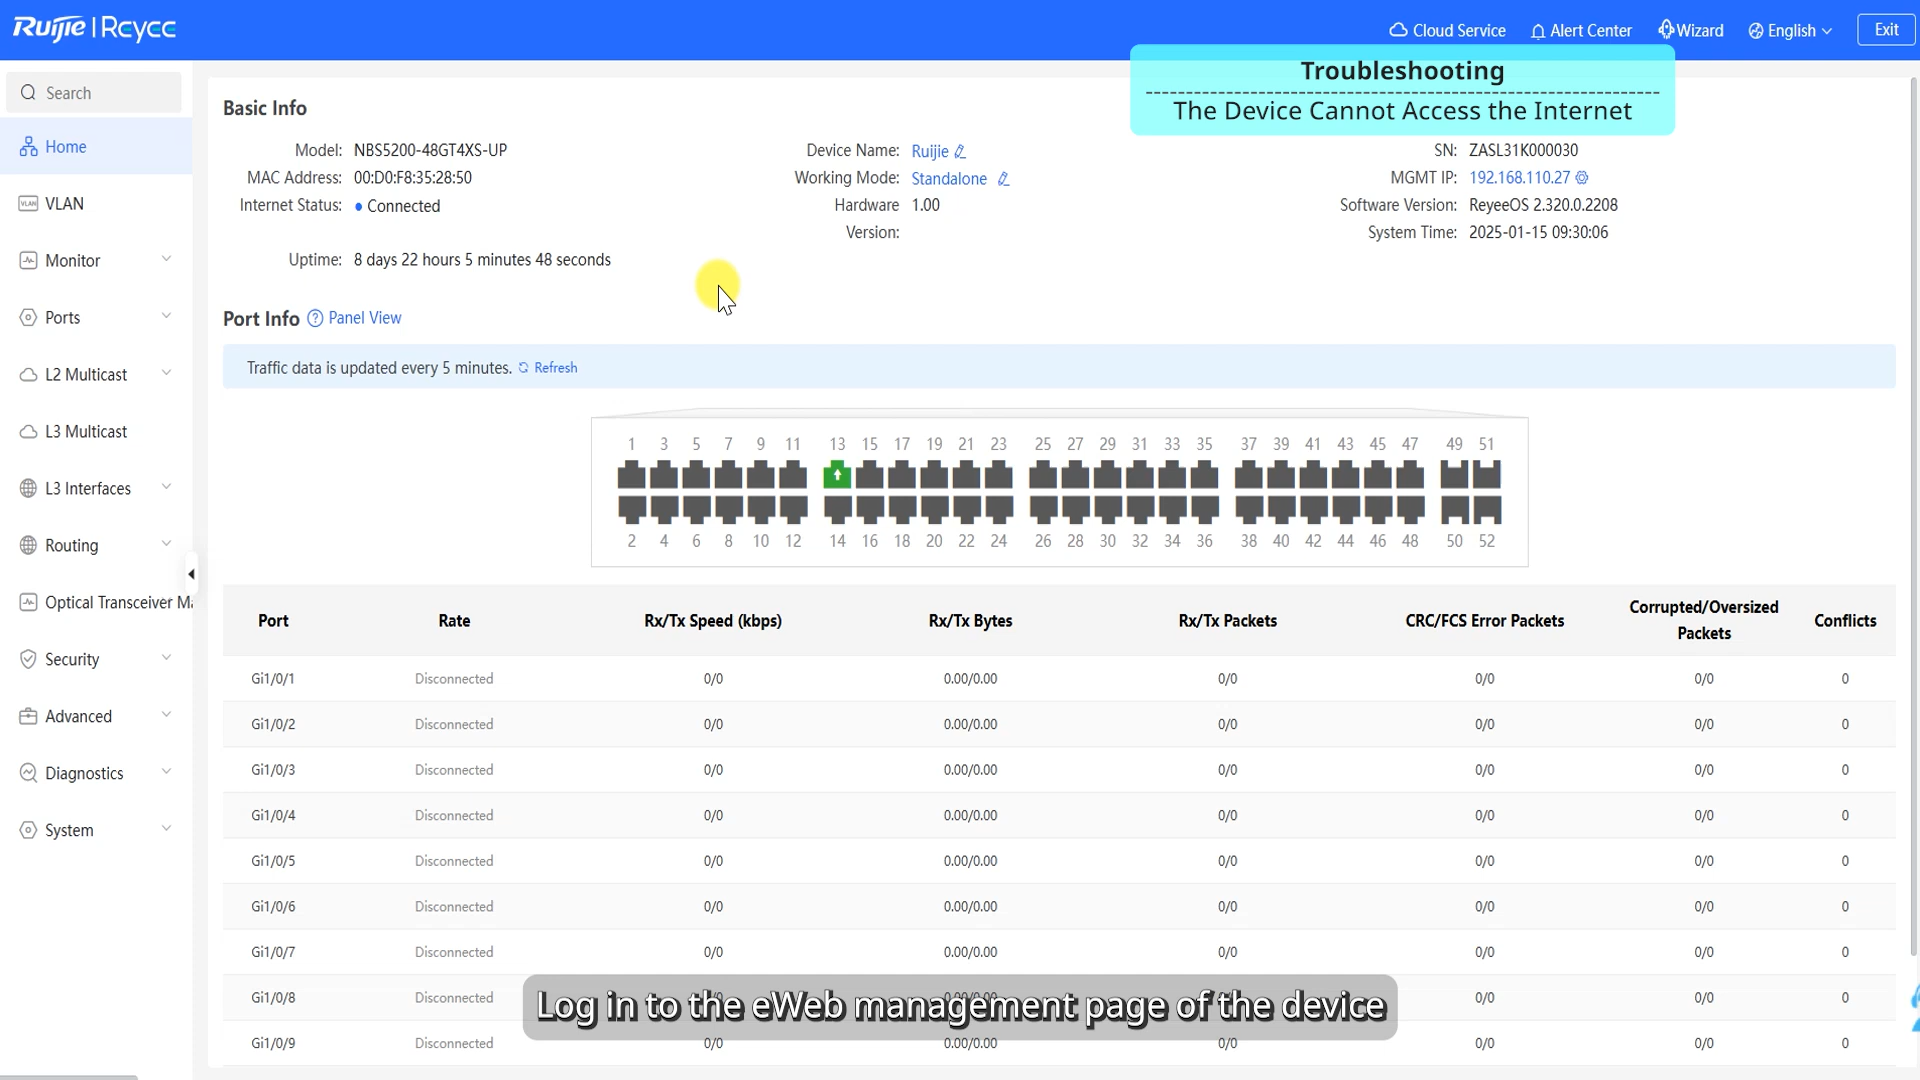 Ruijie | Reyee
Cloud Service
Alert Center
Wizard
English
Exit
Troubleshooting
The Device Cannot Access the Internet
Search
Home
VLAN
VLAN
Monitor
Ports
L2 Multicast
L3 Multicast
L3 Interfaces
Routing
Optical Transceiver Ma
Security
Advanced
Diagnostics
System
Basic Info
Model: NBS5200-48GT4XS-UP
MAC Address: 00:D0:F8:35:28:50
Internet Status: Connected
Uptime: 8 days 22 hours 5 minutes 48 seconds
Device Name: Ruijie
Working Mode: Standalone
Hardware 1.00
Version:
SN: ZASL31K000030
MGMT IP: 192.168.110.27
Software Version: ReyeeOS 2.320.0.2208
System Time: 2025-01-15 09:30:06
Port Info ? Panel View
Traffic data is updated every 5 minutes. Refresh
1 3 5 7 9 11 13 15 17 19 21 23 25 27 29 31 33 35 37 39 41 43 45 47 49 51
2 4 6 8 10 12 14 16 18 20 22 24 26 28 30 32 34 36 38 40 42 44 46 48 50 52
Port Rate Rx/Tx Speed (kbps) Rx/Tx Bytes Rx/Tx Packets CRC/FCS Error Packets Corrupted/Oversized Packets Conflicts
Gi1/0/1 Disconnected 0/0 0.00/0.00 0/0 0/0 0/0 0
Gi1/0/2 Disconnected 0/0 0.00/0.00 0/0 0/0 0/0 0
Gi1/0/3 Disconnected 0/0 0.00/0.00 0/0 0/0 0/0 0
Gi1/0/4 Disconnected 0/0 0.00/0.00 0/0 0/0 0/0 0
Gi1/0/5 Disconnected 0/0 0.00/0.00 0/0 0/0 0/0 0
Gi1/0/6 Disconnected 0/0 0.00/0.00 0/0 0/0 0/0 0
Gi1/0/7 Disconnected 0/0 0.00/0.00 0/0 0/0 0/0 0
Gi1/0/8 Disconnected 0/0 0/0 0
Log in to the eWeb management page of the device
Gi1/0/9 Disconnected 0/0 0.00/0.00 0/0 0/0 0/0 0